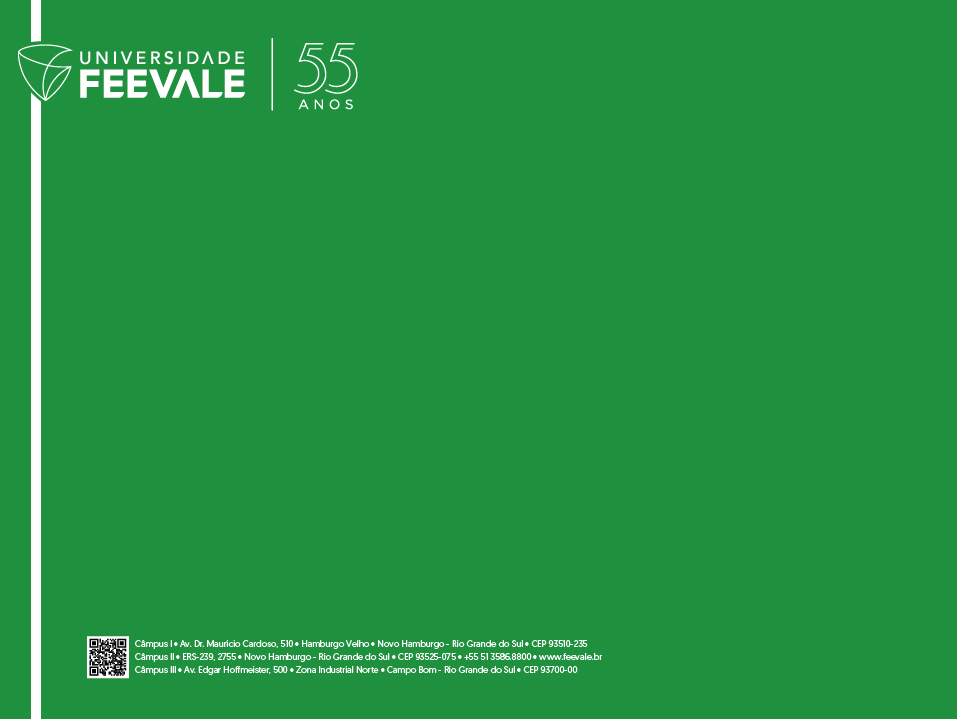 UNIVERSIDADE
FEEVALE
55
ANOS
Câmpus I • Av. Dr. Maurício Cardoso, 510 • Hamburgo Velho • Novo Hamburgo - Rio Grande do Sul • CEP 93510-235
Câmpus II • ERS-239, 2755 • Novo Hamburgo - Rio Grande do Sul • CEP 93525-075 • +55 51 3586.8800 • www.feevale.br
Câmpus III • Av. Edgar Hoffmeister, 500 • Zona Industrial Norte • Campo Bom - Rio Grande do Sul • CEP 93700-00